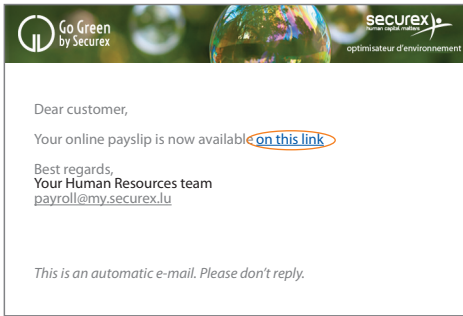 Go Green
by Securex
securex
human capital matters
optimisateur d'environnement
Dear customer,
Your online payslip is now available on this link
Best regards,
Your Human Resources team
payroll@my.securex.lu
This is an automatic e-mail. Please don't reply.